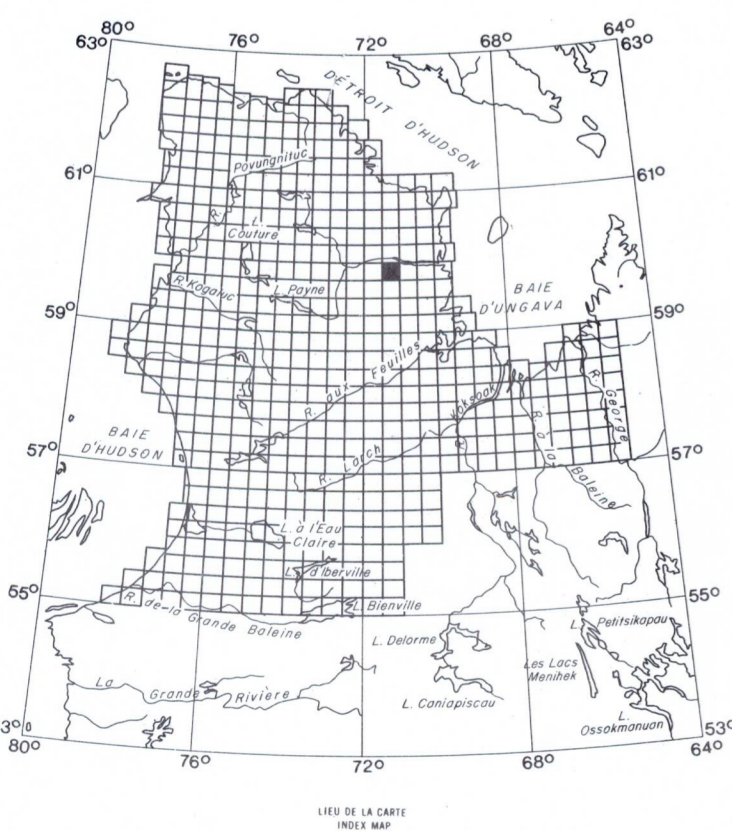 80° 76° 72° 68° 64°
63° 63°
DÉTROIT D'HUDSON
Povungnituc
61° 61°
R.
L.
Couture
R. Kogaluc
L. Payne
BAIE
D'UNGAVA
59° 59°
R. aux Feuilles
Koksoak
R. à la Baleine
R. George
BAIE
D'HUDSON
57° 57°
R. Larch
L. à l'Eau
Claire
L. d'Iberville
55° 55°
R. de-la Grande Baleine
L. Bienville
L. Petitsikapau
L. Delorme
Les Lacs
Menihek
La Grande Rivière
L. Caniapiscau
L.
Ossokmanuan
3° 53°
80° 76° 72° 68° 64°
LIEU DE LA CARTE
INDEX MAP